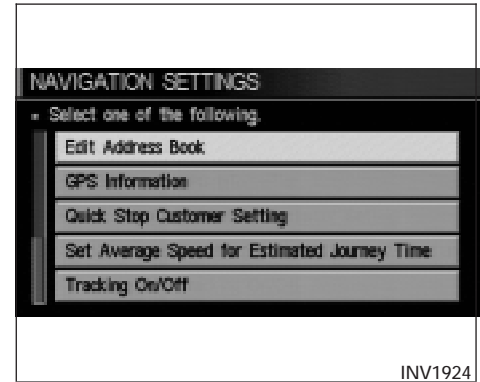 NAVIGATION SETTINGS
Select one of the following.
Edit Address Book
GPS Information
Quick Stop Customer Setting
Set Average Speed for Estimated Journey Time
Tracking On/Off
INV1924